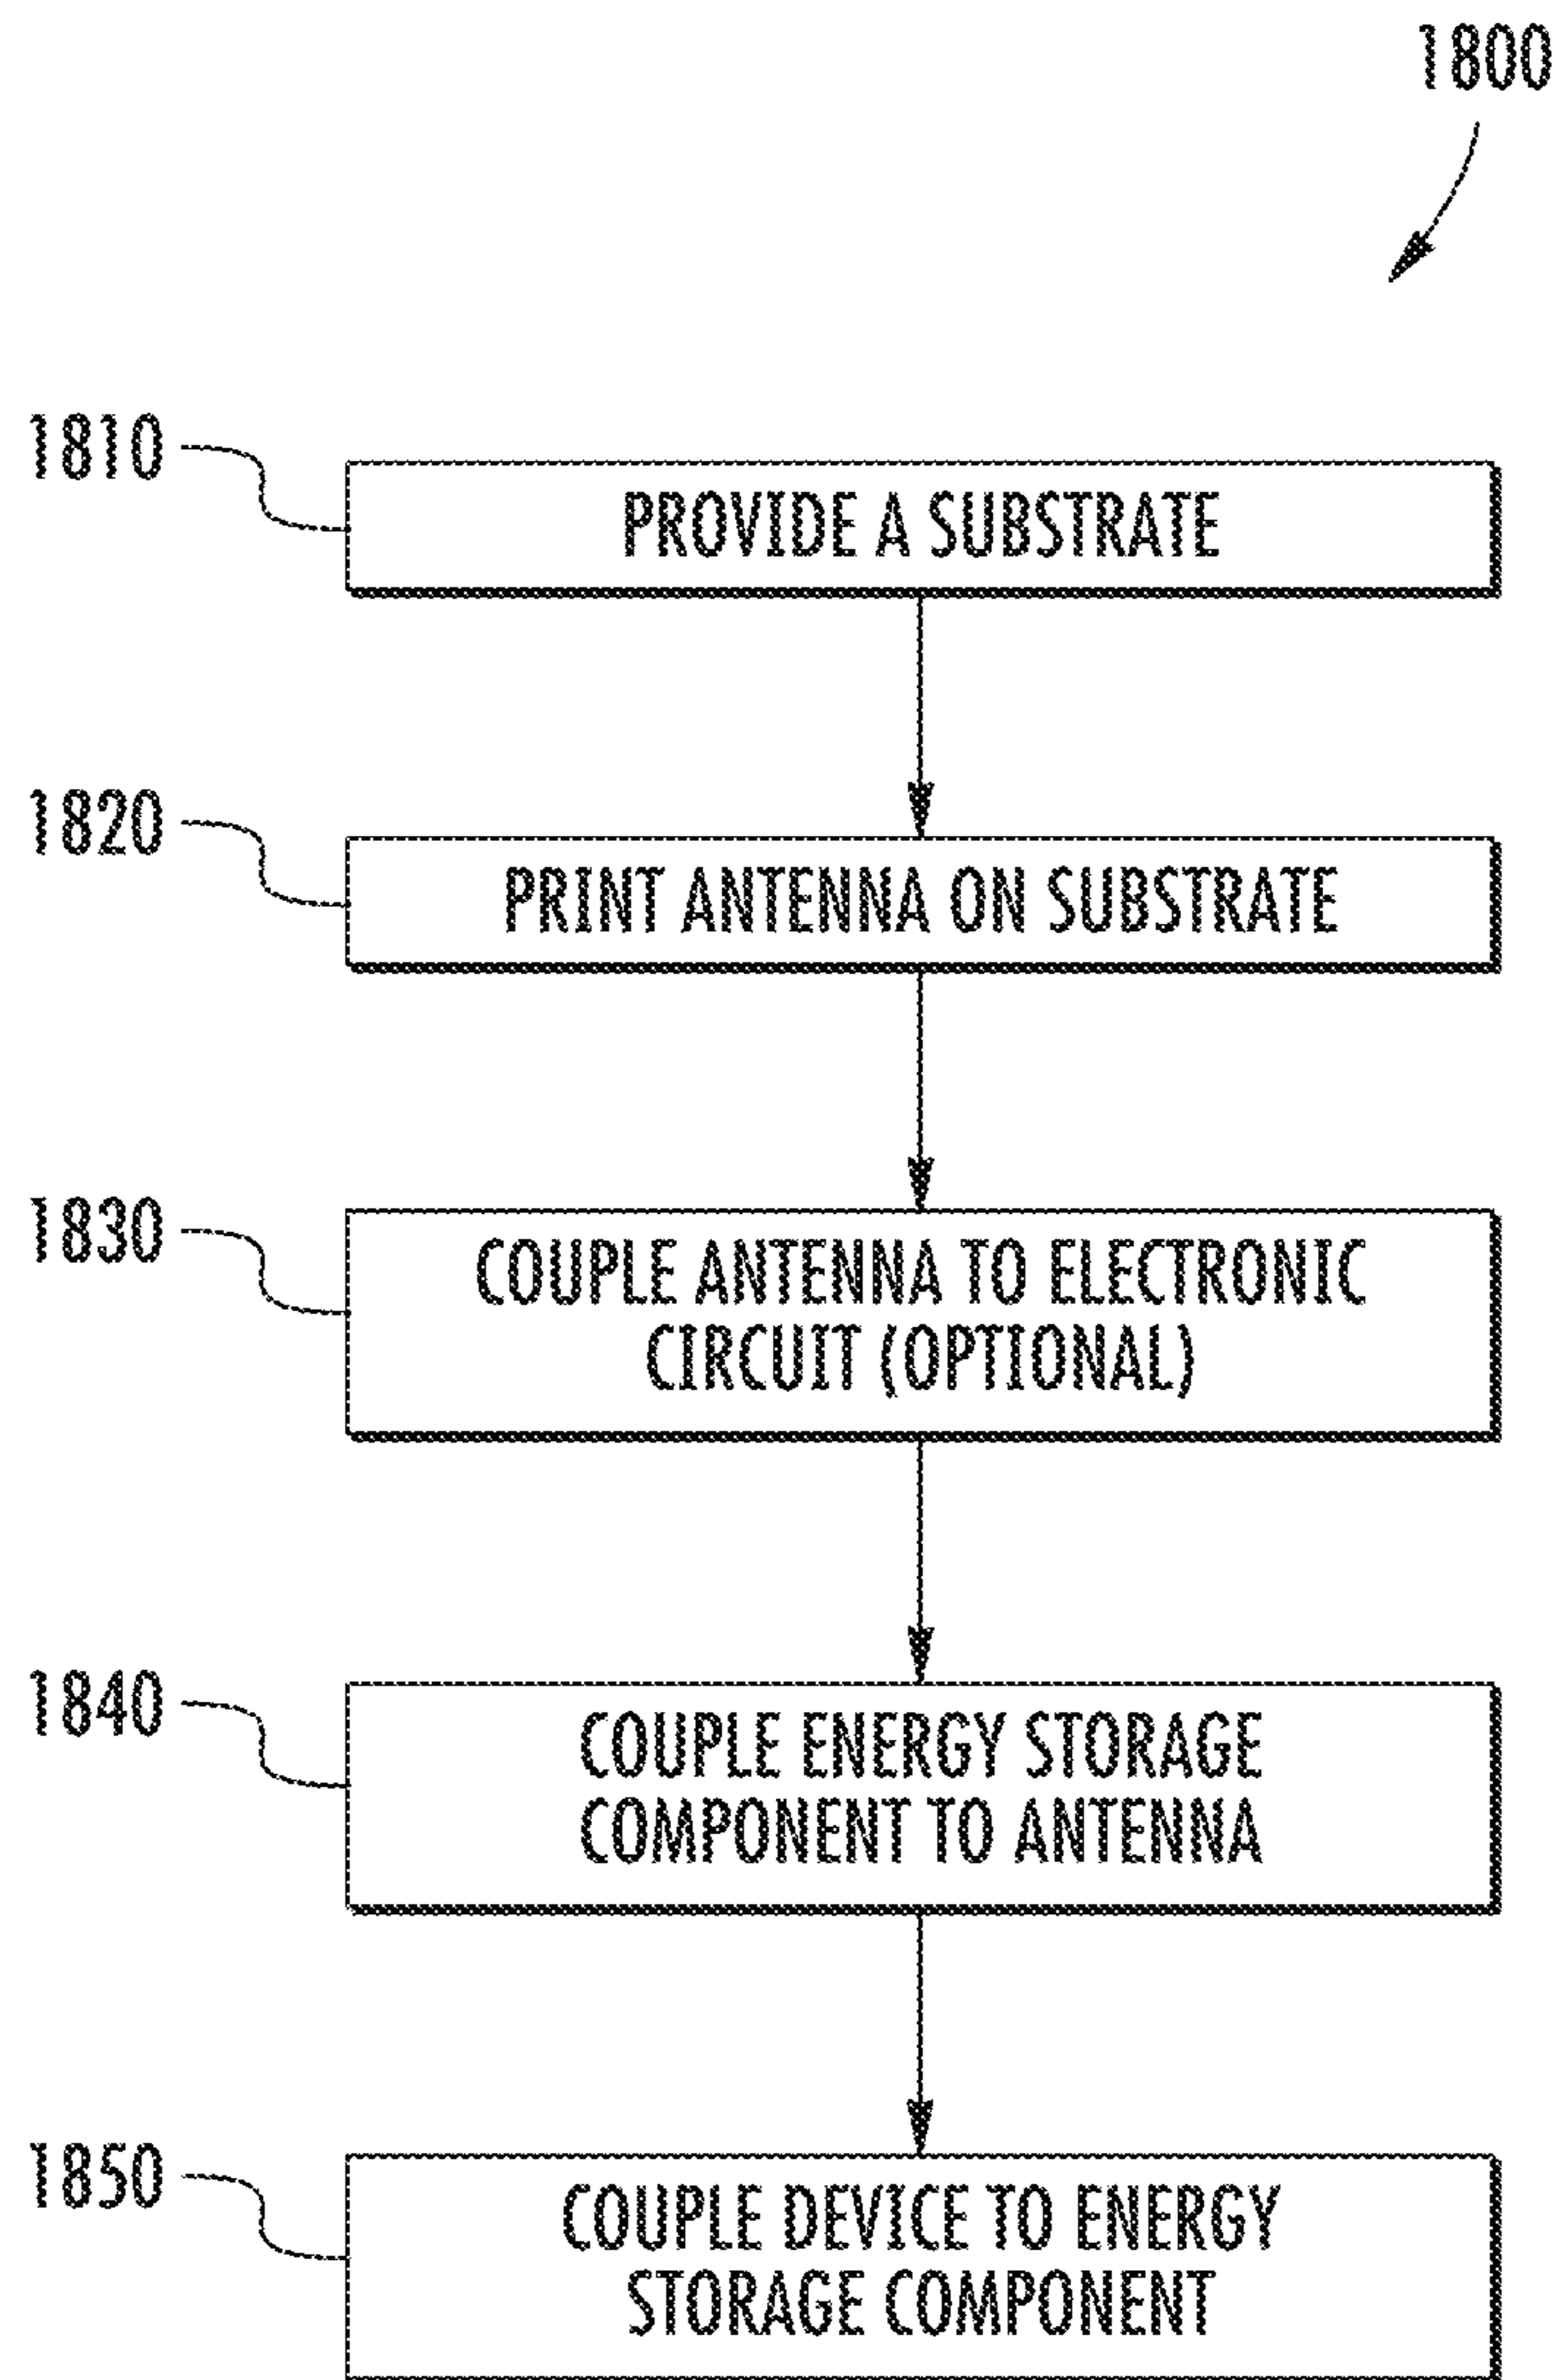 1800
1810
PROVIDE A SUBSTRATE
1820
PRINT ANTENNA ON SUBSTRATE
1830
COUPLE ANTENNA TO ELECTRONIC
CIRCUIT (OPTIONAL)
1840
COUPLE ENERGY STORAGE
COMPONENT TO ANTENNA
1850
COUPLE DEVICE TO ENERGY
STORAGE COMPONENT